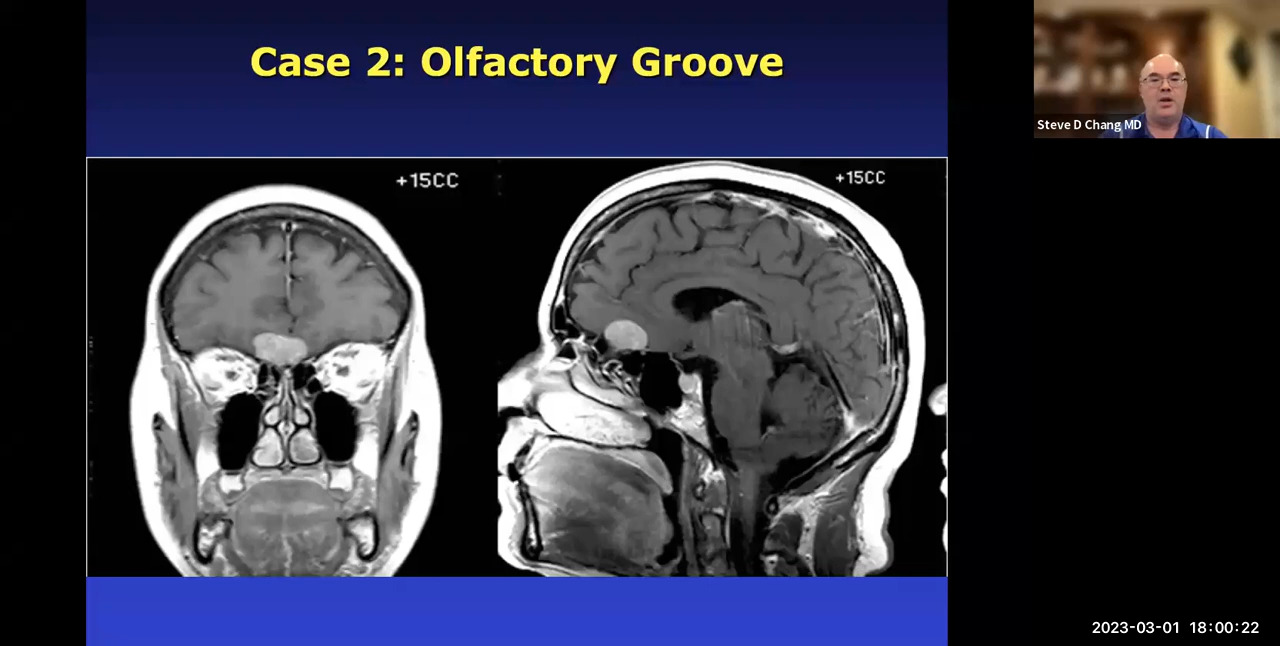 Case 2: Olfactory Groove
+15CC
+15CC
Steve D Chang MD
2023-03-01 18:00:22